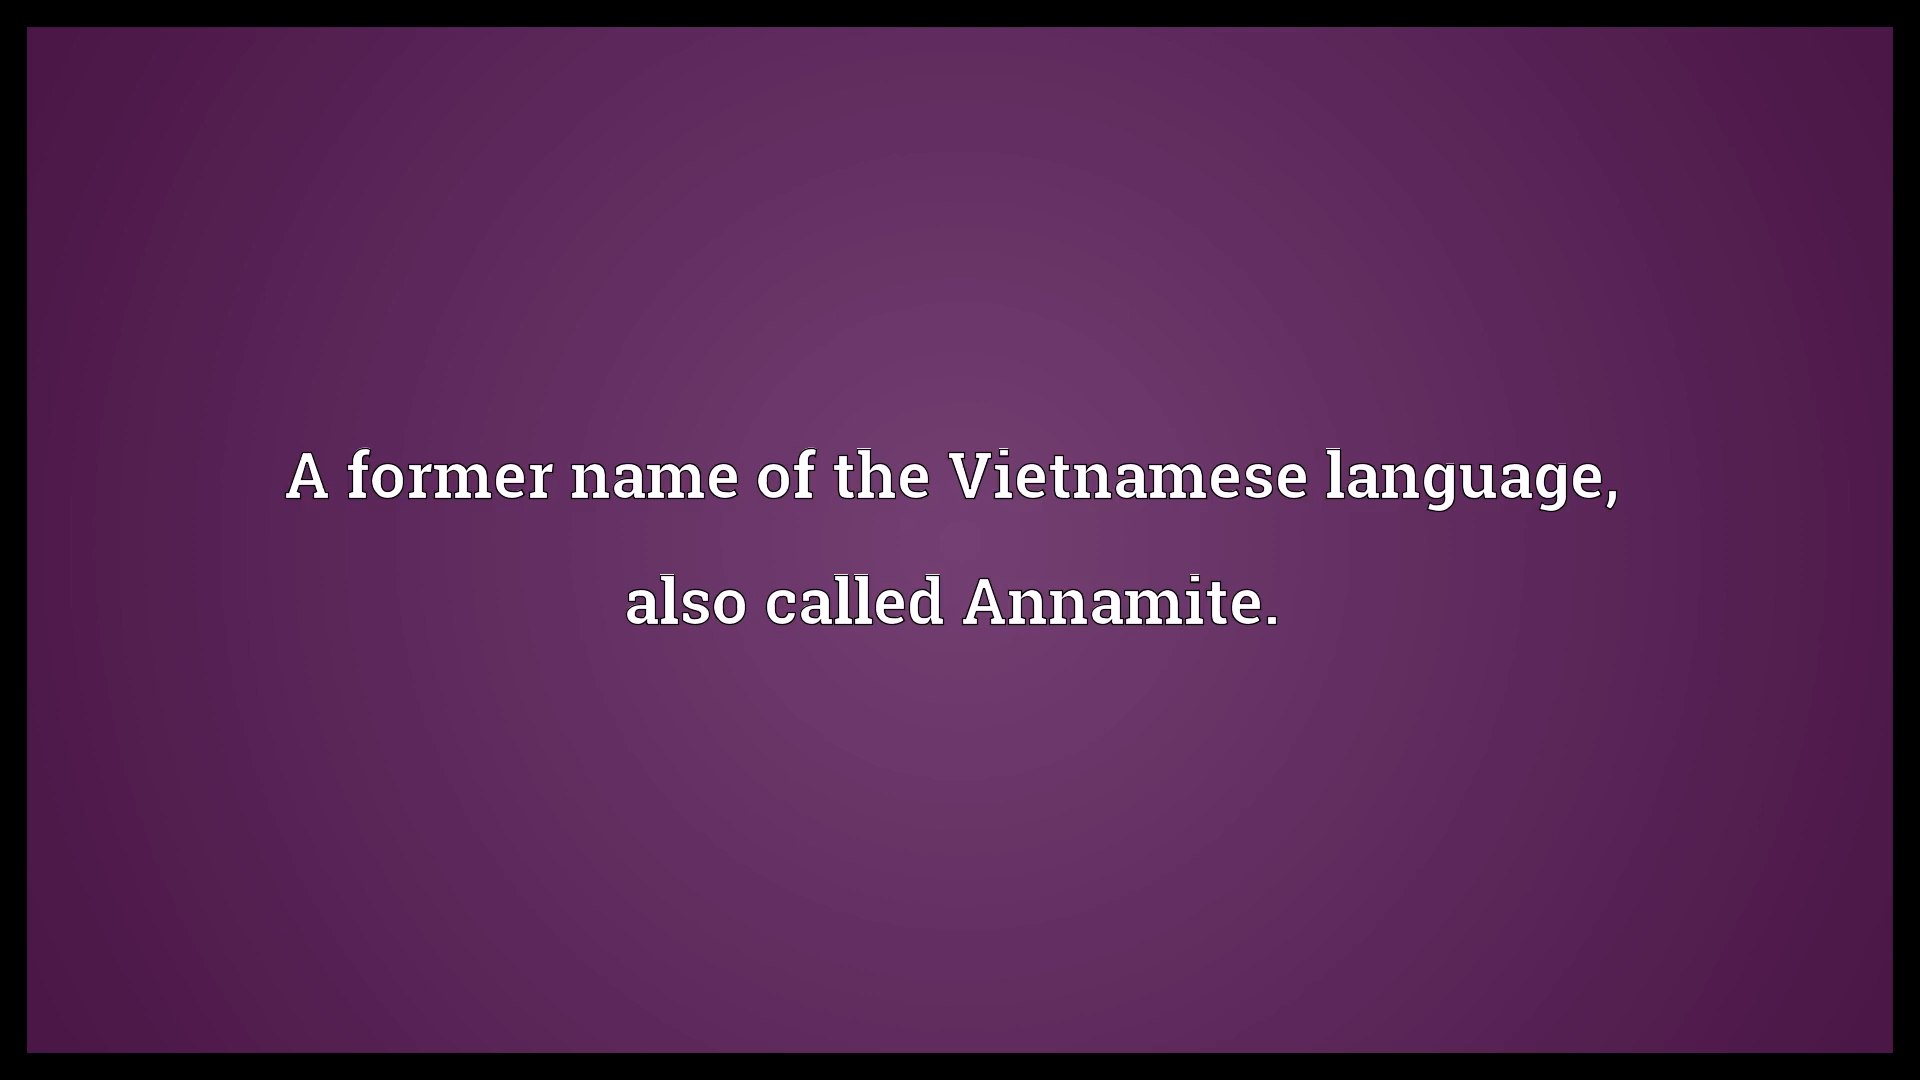 A former name of the Vietnamese language,
also called Annamite.